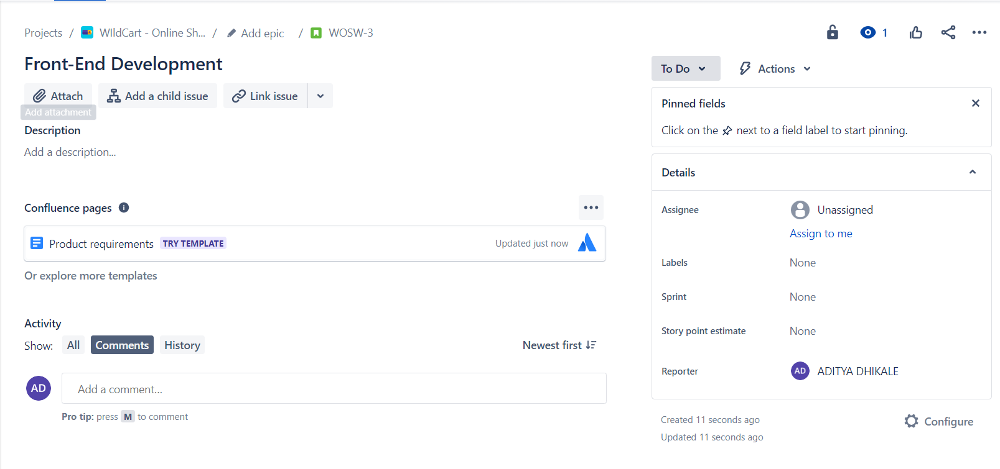 Projects / WIldCart - Online Sh... / Add epic / WOSW-3
1
Front-End Development
Attach
Add a child issue
Link issue
Add attachment
Description
Add a description...
Confluence pages
Product requirements TRY TEMPLATE Updated just now
Or explore more templates
Activity
Show: All Comments History Newest first
AD Add a comment...
Pro tip: press M to comment
To Do
Actions
Pinned fields
Click on the next to a field label to start pinning.
Details
Assignee Unassigned
Assign to me
Labels None
Sprint None
Story point estimate None
Reporter AD ADITYA DHIKALE
Created 11 seconds ago
Updated 11 seconds ago
Configure